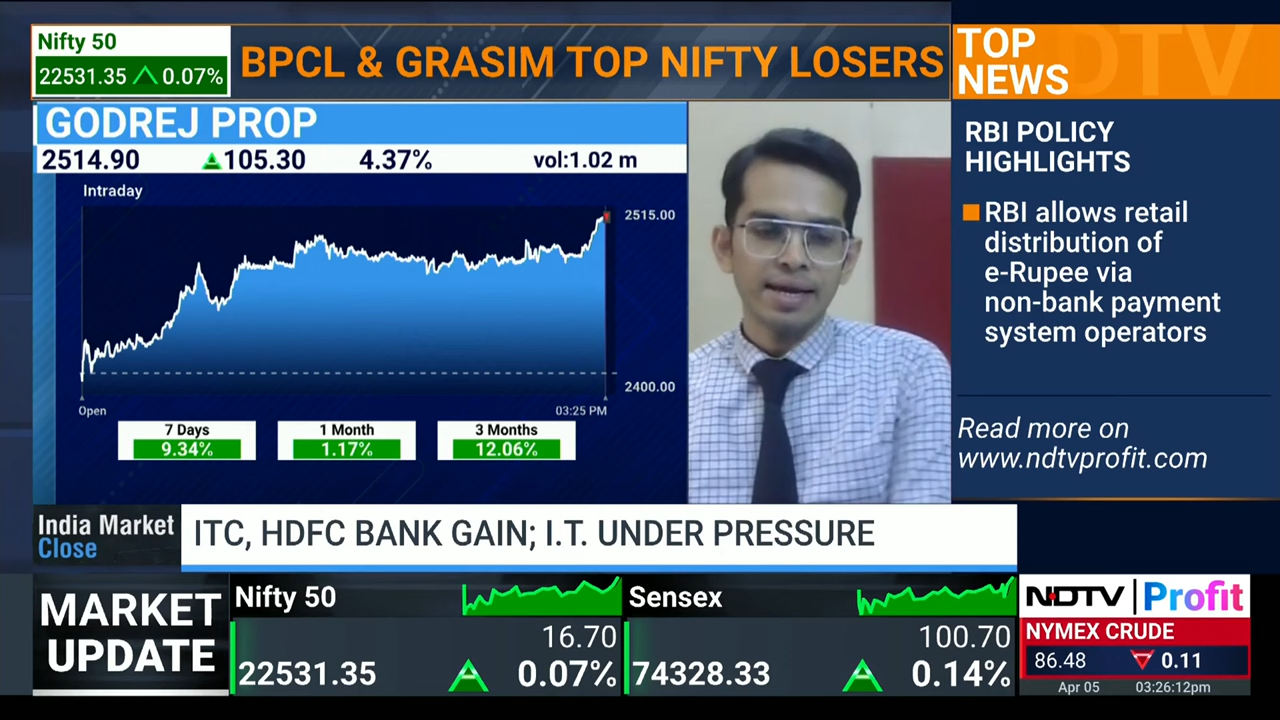 Nifty 50
22531.35 0.07%
BPCL & GRASIM TOP NIFTY LOSERS
TOP
NEWS
GODREJ PROP
2514.90 105.30 4.37% vol:1.02 m
Intraday
2515.00
2400.00
Open 03:25 PM
7 Days 1 Month 3 Months
9.34% 1.17% 12.06%
RBI POLICY
HIGHLIGHTS
RBI allows retail
distribution of
e-Rupee via
non-bank payment
system operators
Read more on
www.ndtvprofit.com
India Market
Close
ITC, HDFC BANK GAIN; I.T. UNDER PRESSURE
MARKET
UPDATE
Nifty 50
16.70
22531.35 0.07%
Sensex
100.70
74328.33 0.14%
NDTV Profit
NYMEX CRUDE
86.48 0.11
Apr 05 03:26:12pm